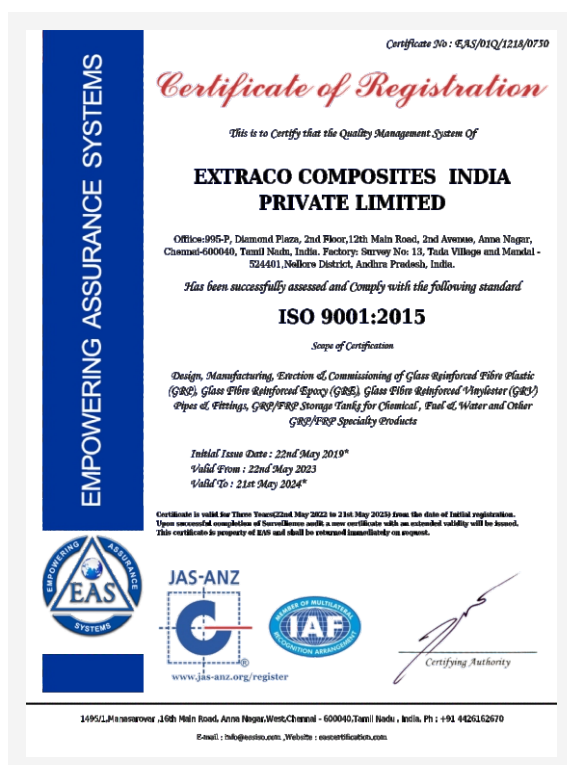 Certificate No : EAS/01Q/1218/0750
Certificate of Registration
This is to Certify that the Quality Management System Of
EXTRACO COMPOSITES INDIA
PRIVATE LIMITED
Office:995-P, Diamond Plaza, 2nd Floor,12th Main Road, 2nd Avenue, Anna Nagar,
Chennai-600040, Tamil Nadu, India. Factory: Survey No: 13, Tada Village and Mandal -
524401,Nellore District, Andhra Pradesh, India.
Has been successfully assessed and Comply with the following standard
ISO 9001:2015
Scope of Certification
Design, Manufacturing, Erection & Commissioning of Glass Reinforced Fibre Plastic
(GRP), Glass Fibre Reinforced Epoxy (GRE), Glass Fibre Reinforced Vinylester (GRV)
Pipes & Fittings, GRP/FRP Storage Tanks for Chemical , Fuel & Water and Other
GRP/FRP Specialty Products
Initial Issue Date : 22nd May 2019*
Valid From : 22nd May 2023
Valid To : 21st May 2024*
Certificate is valid for Three Years(22nd May 2022 to 21st May 2025) from the date of Initial registration.
Upon successful completion of Surveillence audit a new certificate with an extended validity will be issued.
This certificate is property of EAS and shall be returned immediately on request.
EMPOWERING ASSURANCE SYSTEMS
EMPOWERING ASSURANCE
EAS
SYSTEMS
JAS-ANZ
C
®
www.jas-anz.org/register
MEMBER OF MULTILATERAL
IAF
RECOGNITION ARRANGEMENT
Certifying Authority
1495/1,Manasarovar ,16th Main Road, Anna Nagar,West,Chennai - 600040,Tamil Nadu , India, Ph : +91 4426162670
E-mail : info@easiso.com ,Website : eascertification.com